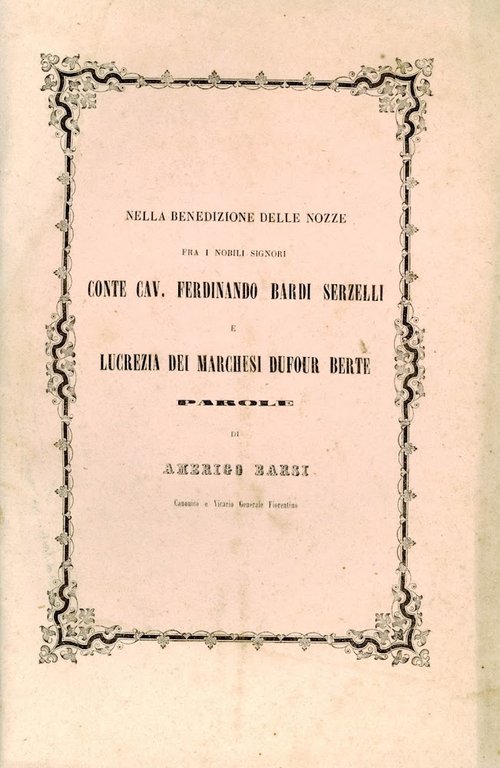 NELLA BENEDIZIONE DELLE NOZZE
FRA I NOBILI SIGNORI
CONTE CAV. FERDINANDO BARDI SERZELLI
E
LUCREZIA DEI MARCHESI DUFOUR BERTE
PAROLE
DI
AMERIGO BARSI
Canonico e Vicario Generale Fiorentino